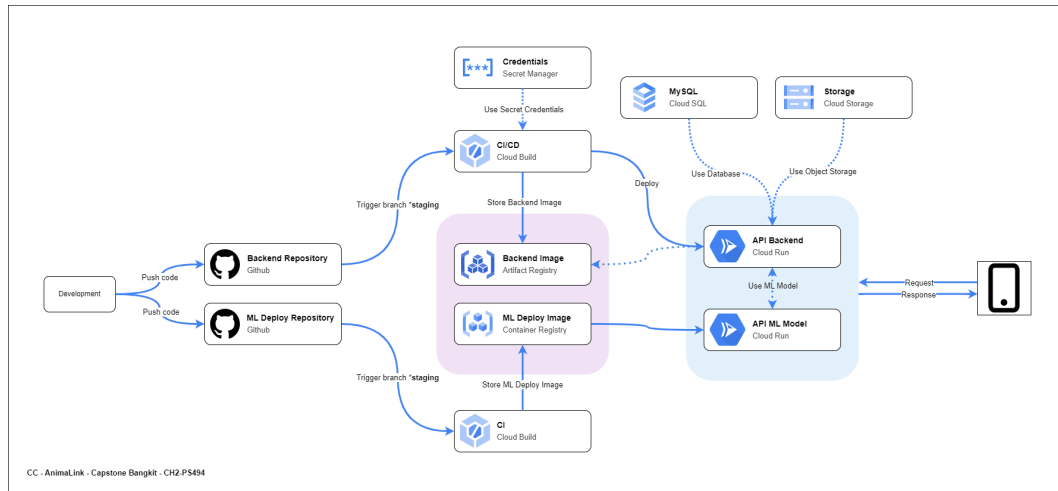 Credentials
Secret Manager
MySQL
Cloud SQL
Storage
Cloud Storage
Use Secret Credentials
CI/CD
Cloud Build
Use Database
Use Object Storage
Deploy
Trigger branch *staging
Store Backend Image
Backend Repository
Github
Backend Image
Artifact Registry
API Backend
Cloud Run
Push code
Development
Push code
Use ML Model
Request
Response
ML Deploy Repository
Github
ML Deploy Image
Container Registry
API ML Model
Cloud Run
Trigger branch *staging
Store ML Deploy Image
CI
Cloud Build
CC - AnimaLink - Capstone Bangkit - CH2-PS494